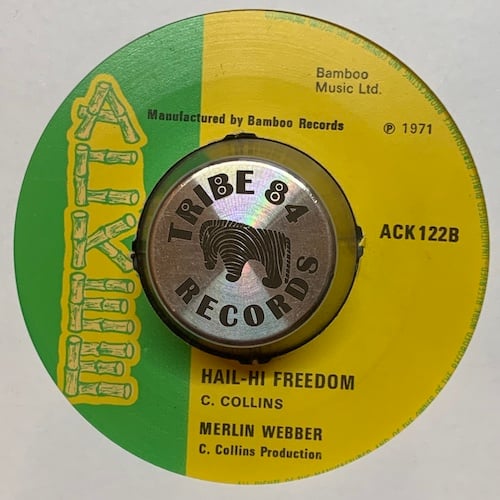 ACKEE
Bamboo
Music Ltd.
Manufactured by Bamboo Records
℗ 1971
TRIBE 84
RECORDS
ACK122B
HAIL-HI FREEDOM
C. COLLINS
MERLIN WEBBER
C. Collins Production